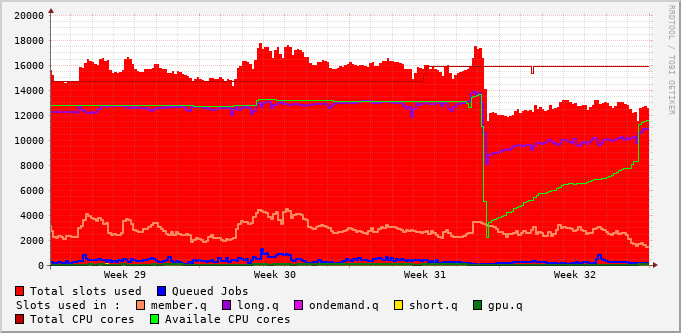 20000
18000
16000
14000
12000
10000
8000
6000
4000
2000
0
Week 29 Week 30 Week 31 Week 32
Total slots used Queued Jobs
Slots used in : member.q long.q ondemand.q short.q gpu.q
Total CPU cores Availale CPU cores
RRDTOOL / TOBI OETIKER